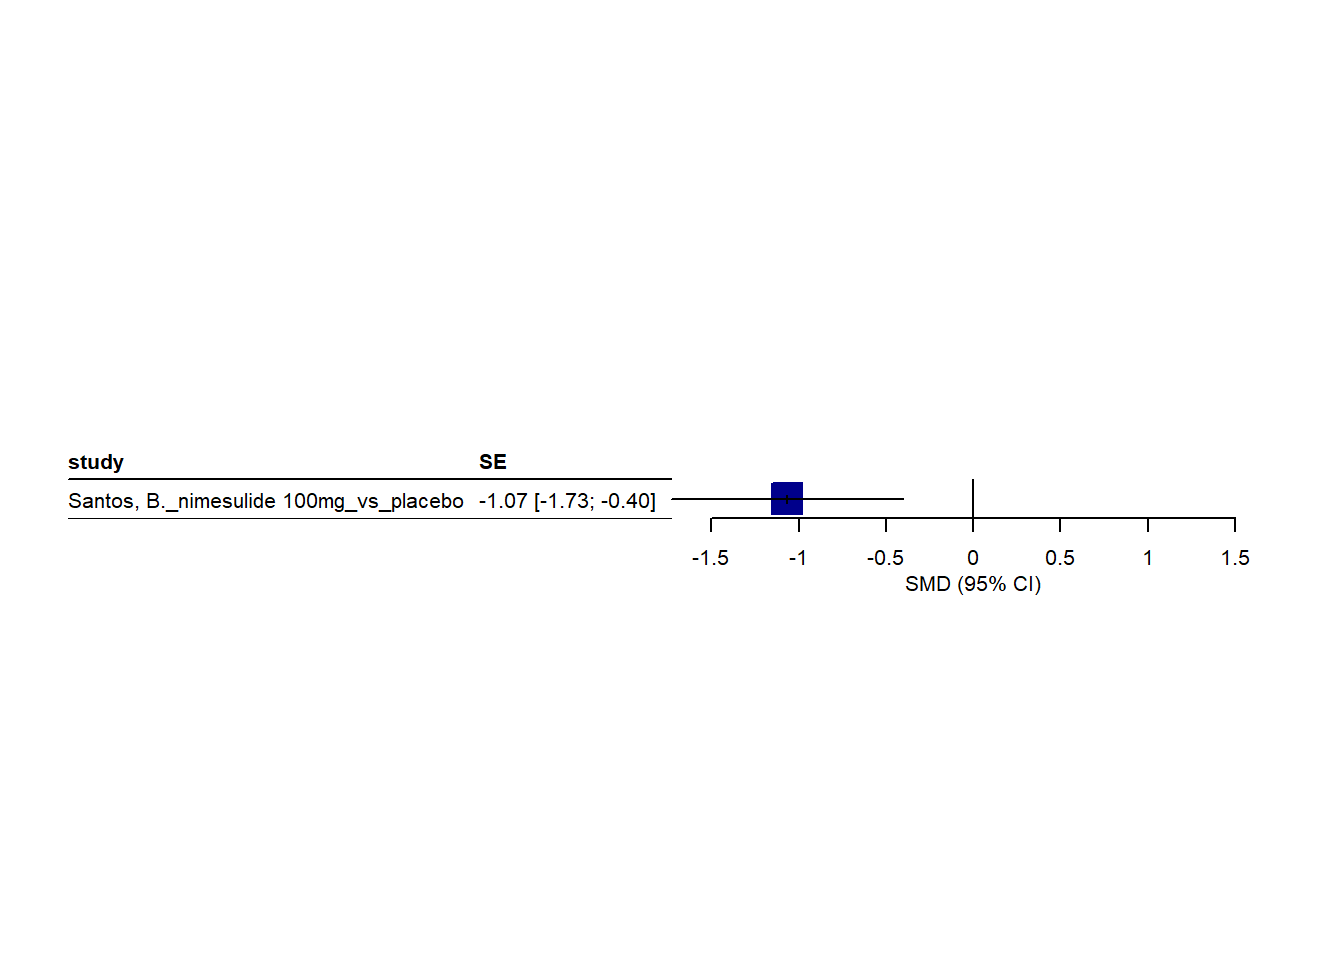 study SE
Santos, B._nimesulide 100mg_vs_placebo -1.07 [-1.73; -0.40]
-1.5 -1 -0.5 0 0.5 1 1.5
SMD (95% CI)